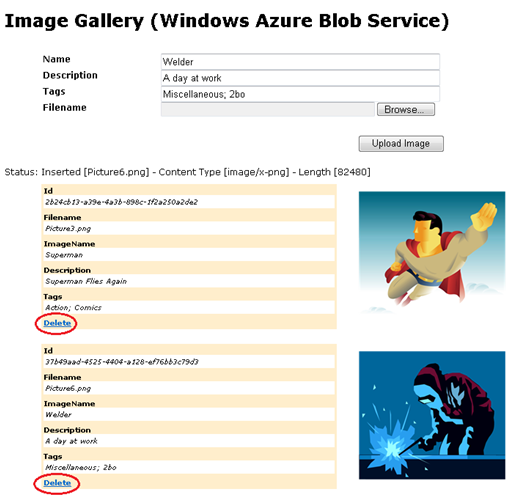 Image Gallery (Windows Azure Blob Service)
Name Welder
Description A day at work
Tags Miscellaneous; 2bo
Filename Browse...
Upload Image
Status: Inserted [Picture6.png] - Content Type [image/x-png] - Length [82480]
Id
2b24cb13-a39e-4a3b-898c-1f2a250a2de2
Filename
Picture3.png
ImageName
Superman
Description
Superman Flies Again
Tags
Action; Comics
Delete
Id
37b49aad-4525-4404-a128-ef76bb3c79d3
Filename
Picture6.png
ImageName
Welder
Description
A day at work
Tags
Miscellaneous; 2bo
Delete